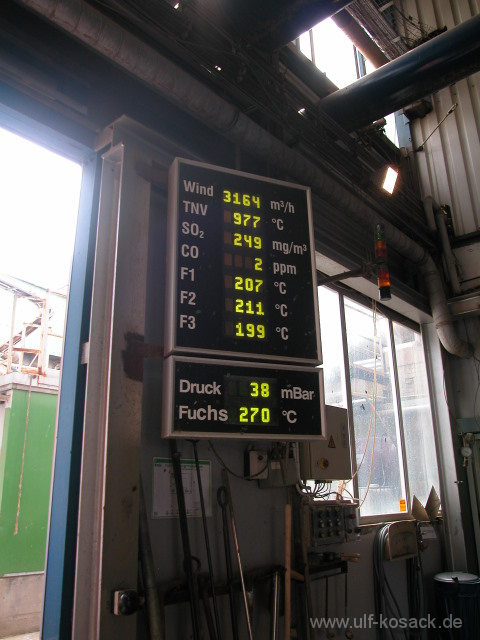 Wind 3164 m³/h
TNV 977 °C
SO₂ 249 mg/m³
CO 2 ppm
F1 207 °C
F2 211 °C
F3 199 °C
Druck 38 mBar
Fuchs 270 °C
www.ulf-kosack.de